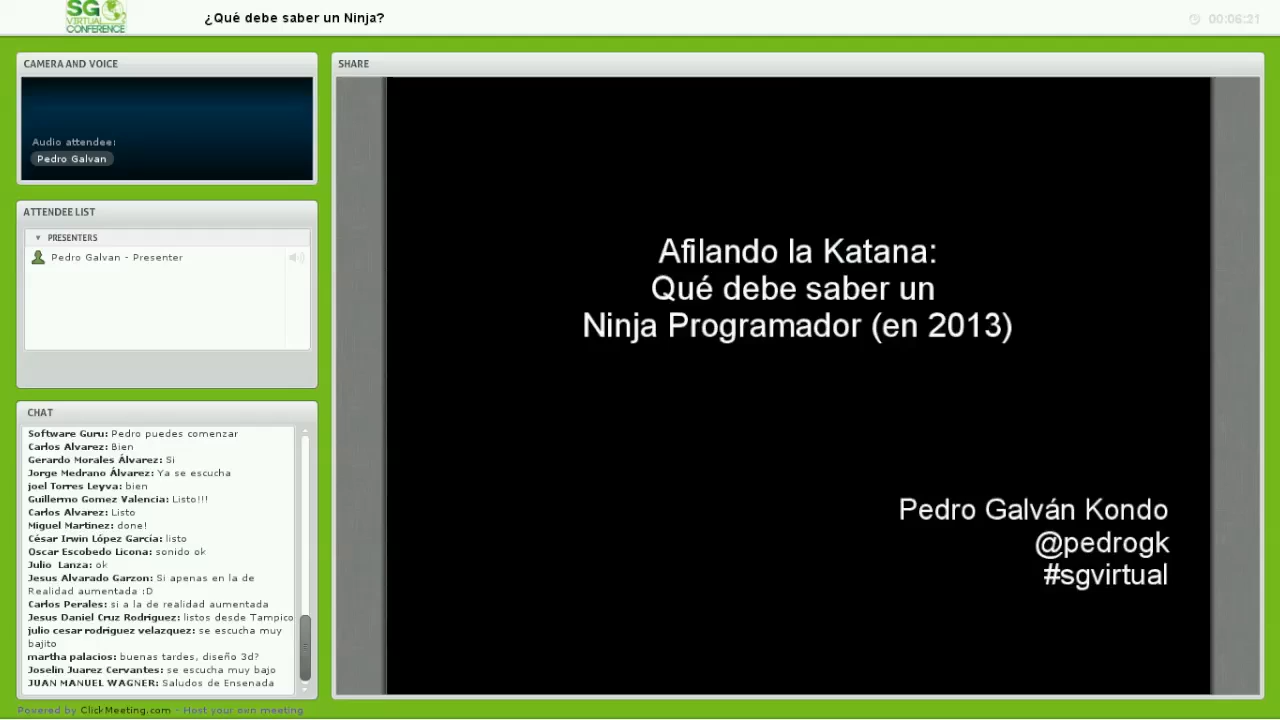 SG
VIRTUAL
CONFERENCE
¿Qué debe saber un Ninja?
00:06:21
CAMERA AND VOICE
Audio attendee:
Pedro Galvan
ATTENDEE LIST
PRESENTERS
Pedro Galvan - Presenter
CHAT
Software Guru: Pedro puedes comenzar
Carlos Alvarez: Bien
Gerardo Morales Álvarez: Si
Jorge Medrano Álvarez: Ya se escucha
joel Torres Leyva: bien
Guillermo Gomez Valencia: Listo!!!
Carlos Alvarez: Listo
Miguel Martinez: done!
César Irwin López García: listo
Oscar Escobedo Licona: sonido ok
Julio Lanza: ok
Jesus Alvarado Garzon: Si apenas en la de
Realidad aumentada :D
Carlos Perales: si a la de realidad aumentada
Jesus Daniel Cruz Rodriguez: listos desde Tampico
julio cesar rodriguez velazquez: se escucha muy
bajito
martha palacios: buenas tardes, diseño 3d?
Joselin Juarez Cervantes: se escucha muy bajo
JUAN MANUEL WAGNER: Saludos de Ensenada
Powered by ClickMeeting.com - Host your own meeting
SHARE
Afilando la Katana:
Qué debe saber un
Ninja Programador (en 2013)
Pedro Galván Kondo
@pedrogk
#sgvirtual